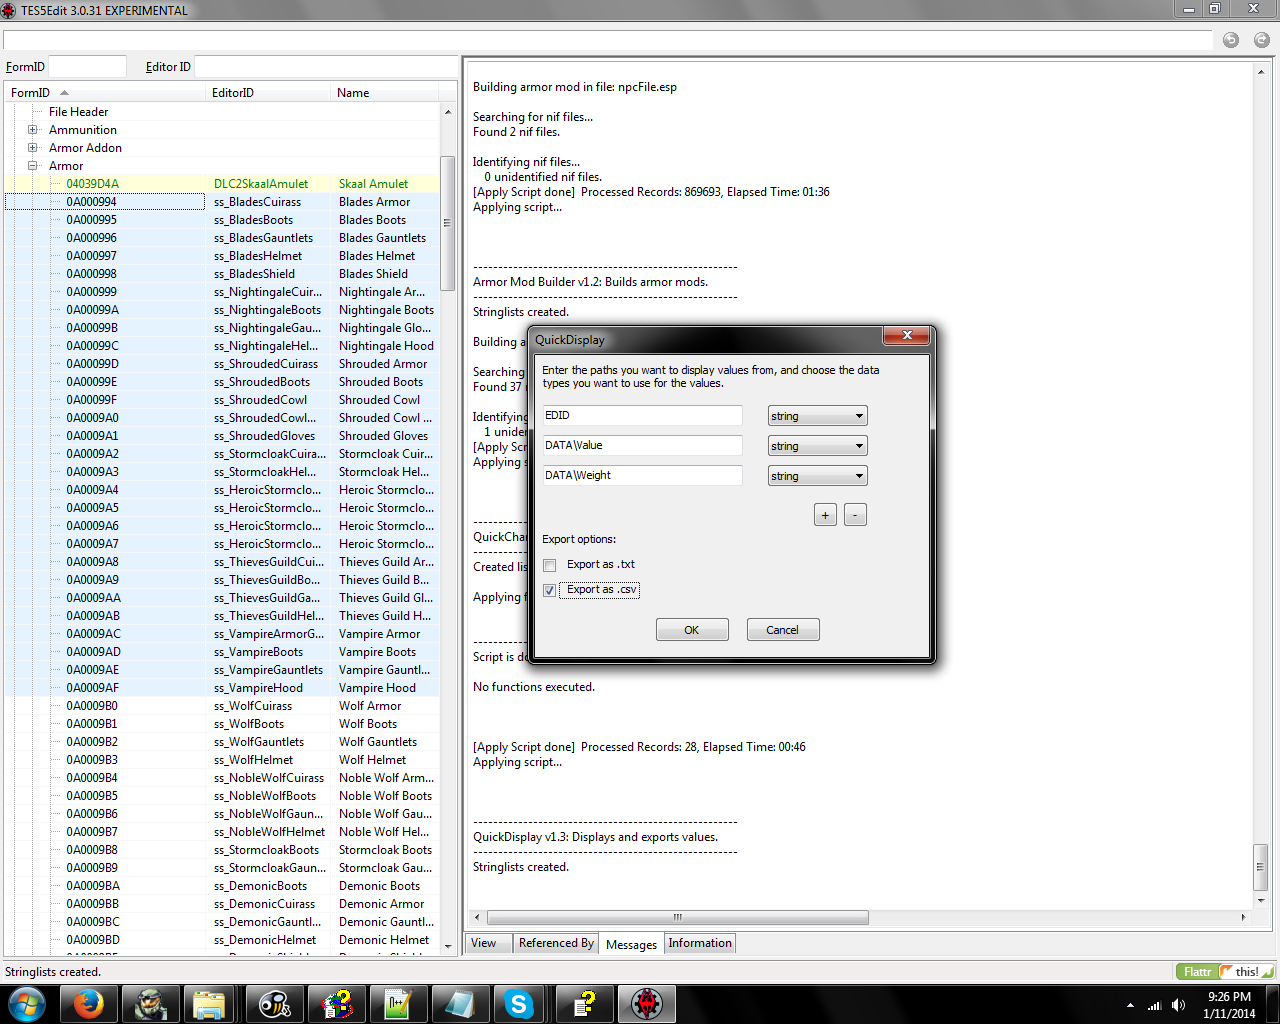 TES5Edit 3.0.31 EXPERIMENTAL
FormID
Editor ID
FormID EditorID Name
File Header
Ammunition
Armor Addon
Armor
04039D4A DLC2SkaalAmulet Skaal Amulet
0A000994 ss_BladesCuirass Blades Armor
0A000995 ss_BladesBoots Blades Boots
0A000996 ss_BladesGauntlets Blades Gauntlets
0A000997 ss_BladesHelmet Blades Helmet
0A000998 ss_BladesShield Blades Shield
0A000999 ss_NightingaleCuir... Nightingale Ar...
0A00099A ss_NightingaleBoots Nightingale Boots
0A00099B ss_NightingaleGau... Nightingale Glo...
0A00099C ss_NightingaleHel... Nightingale Hood
0A00099D ss_ShroudedCuirass Shrouded Armor
0A00099E ss_ShroudedBoots Shrouded Boots
0A00099F ss_ShroudedCowl Shrouded Cowl
0A0009A0 ss_ShroudedCowl... Shrouded Cowl ...
0A0009A1 ss_ShroudedGloves Shrouded Gloves
0A0009A2 ss_StormcloakCuira... Stormcloak Cuir...
0A0009A3 ss_StormcloakHel... Stormcloak Hel...
0A0009A4 ss_HeroicStormclo... Heroic Stormclo...
0A0009A5 ss_HeroicStormclo... Heroic Stormclo...
0A0009A6 ss_HeroicStormclo... Heroic Stormclo...
0A0009A7 ss_HeroicStormclo... Heroic Stormclo...
0A0009A8 ss_ThievesGuildCui... Thieves Guild Ar...
0A0009A9 ss_ThievesGuildBo... Thieves Guild B...
0A0009AA ss_ThievesGuildGa... Thieves Guild Gl...
0A0009AB ss_ThievesGuildHel... Thieves Guild H...
0A0009AC ss_VampireArmorG... Vampire Armor
0A0009AD ss_VampireBoots Vampire Boots
0A0009AE ss_VampireGauntlets Vampire Gauntl...
0A0009AF ss_VampireHood Vampire Hood
0A0009B0 ss_WolfCuirass Wolf Armor
0A0009B1 ss_WolfBoots Wolf Boots
0A0009B2 ss_WolfGauntlets Wolf Gauntlets
0A0009B3 ss_WolfHelmet Wolf Helmet
0A0009B4 ss_NobleWolfCuirass Noble Wolf Arm...
0A0009B5 ss_NobleWolfBoots Noble Wolf Boots
0A0009B6 ss_NobleWolfGaun... Noble Wolf Gau...
0A0009B7 ss_NobleWolfHelmet Noble Wolf Hel...
0A0009B8 ss_StormcloakBoots Stormcloak Boots
0A0009B9 ss_StormcloakGaun... Stormcloak Gau...
0A0009BA ss_DemonicBoots Demonic Boots
0A0009BB ss_DemonicCuirass Demonic Armor
0A0009BC ss_DemonicGauntl... Demonic Gauntl...
0A0009BD ss_DemonicHelmet Demonic Helmet
Building armor mod in file: npcFile.esp
Searching for nif files...
Found 2 nif files.
Identifying nif files...
0 unidentified nif files.
[Apply Script done] Processed Records: 869693, Elapsed Time: 01:36
Applying script...
------------------------------------------------------
Armor Mod Builder v1.2: Builds armor mods.
------------------------------------------------------
Stringlists created.
Building a
Searching
Found 37
Identifying
1 uniden
[Apply Scr
Applying s
QuickChan
Created lis
Applying f
Script is do
No functions executed.
[Apply Script done] Processed Records: 28, Elapsed Time: 00:46
Applying script...
------------------------------------------------------
QuickDisplay v1.3: Displays and exports values.
------------------------------------------------------
Stringlists created.
QuickDisplay
Enter the paths you want to display values from, and choose the data
types you want to use for the values.
EDID string
DATA\Value string
DATA\Weight string
+ -
Export options:
Export as .txt
Export as .csv
OK Cancel
View Referenced By Messages Information
Stringlists created.
Flattr this!
9:26 PM
1/11/2014